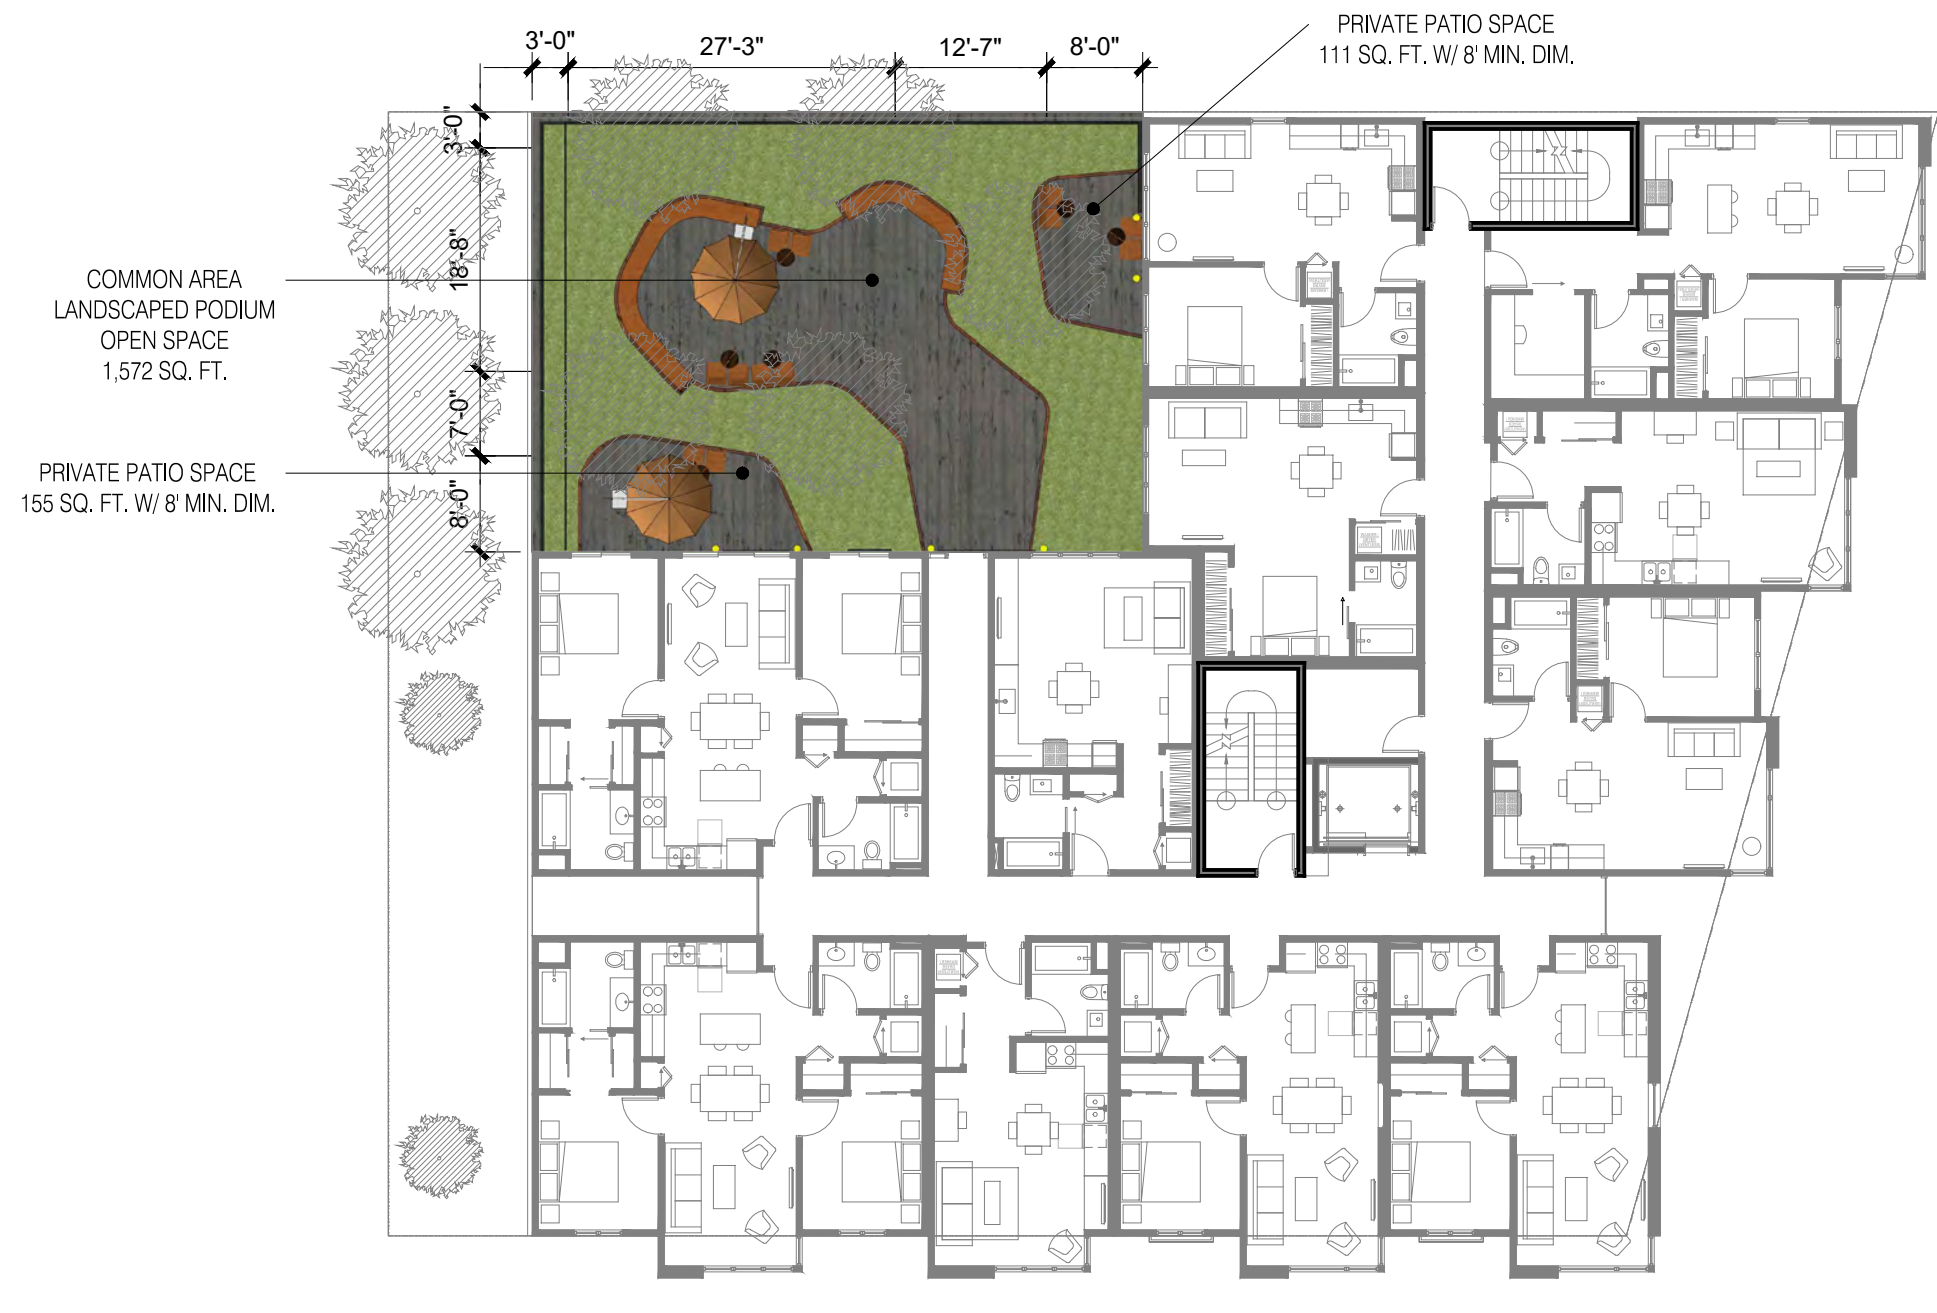 PRIVATE PATIO SPACE
111 SQ. FT. W/ 8' MIN. DIM.
3'-0"
27'-3"
12'-7"
8'-0"
3'-0"
18'-8"
7'-0"
8'-0"
COMMON AREA
LANDSCAPED PODIUM
OPEN SPACE
1,572 SQ. FT.
PRIVATE PATIO SPACE
155 SQ. FT. W/ 8' MIN. DIM.